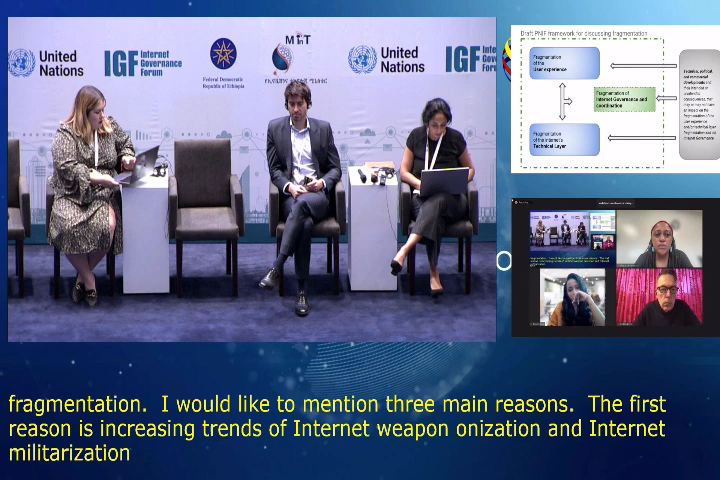 United
Nations
IGF Internet
Governance
Forum
Federal Democratic
Republic of Ethiopia
MinT
United
Nations
IGF Inte
Gov
For
Draft PNIF framework for discussing fragmentation
Fragmentation
of the
User experience
Fragmentation of
Internet Governance and
coordination
Fragmentation
of the Internet's
Technical Layer
fragmentation.  I would like to mention three main reasons.  The first
reason is increasing trends of Internet weapon onization and Internet
militarization